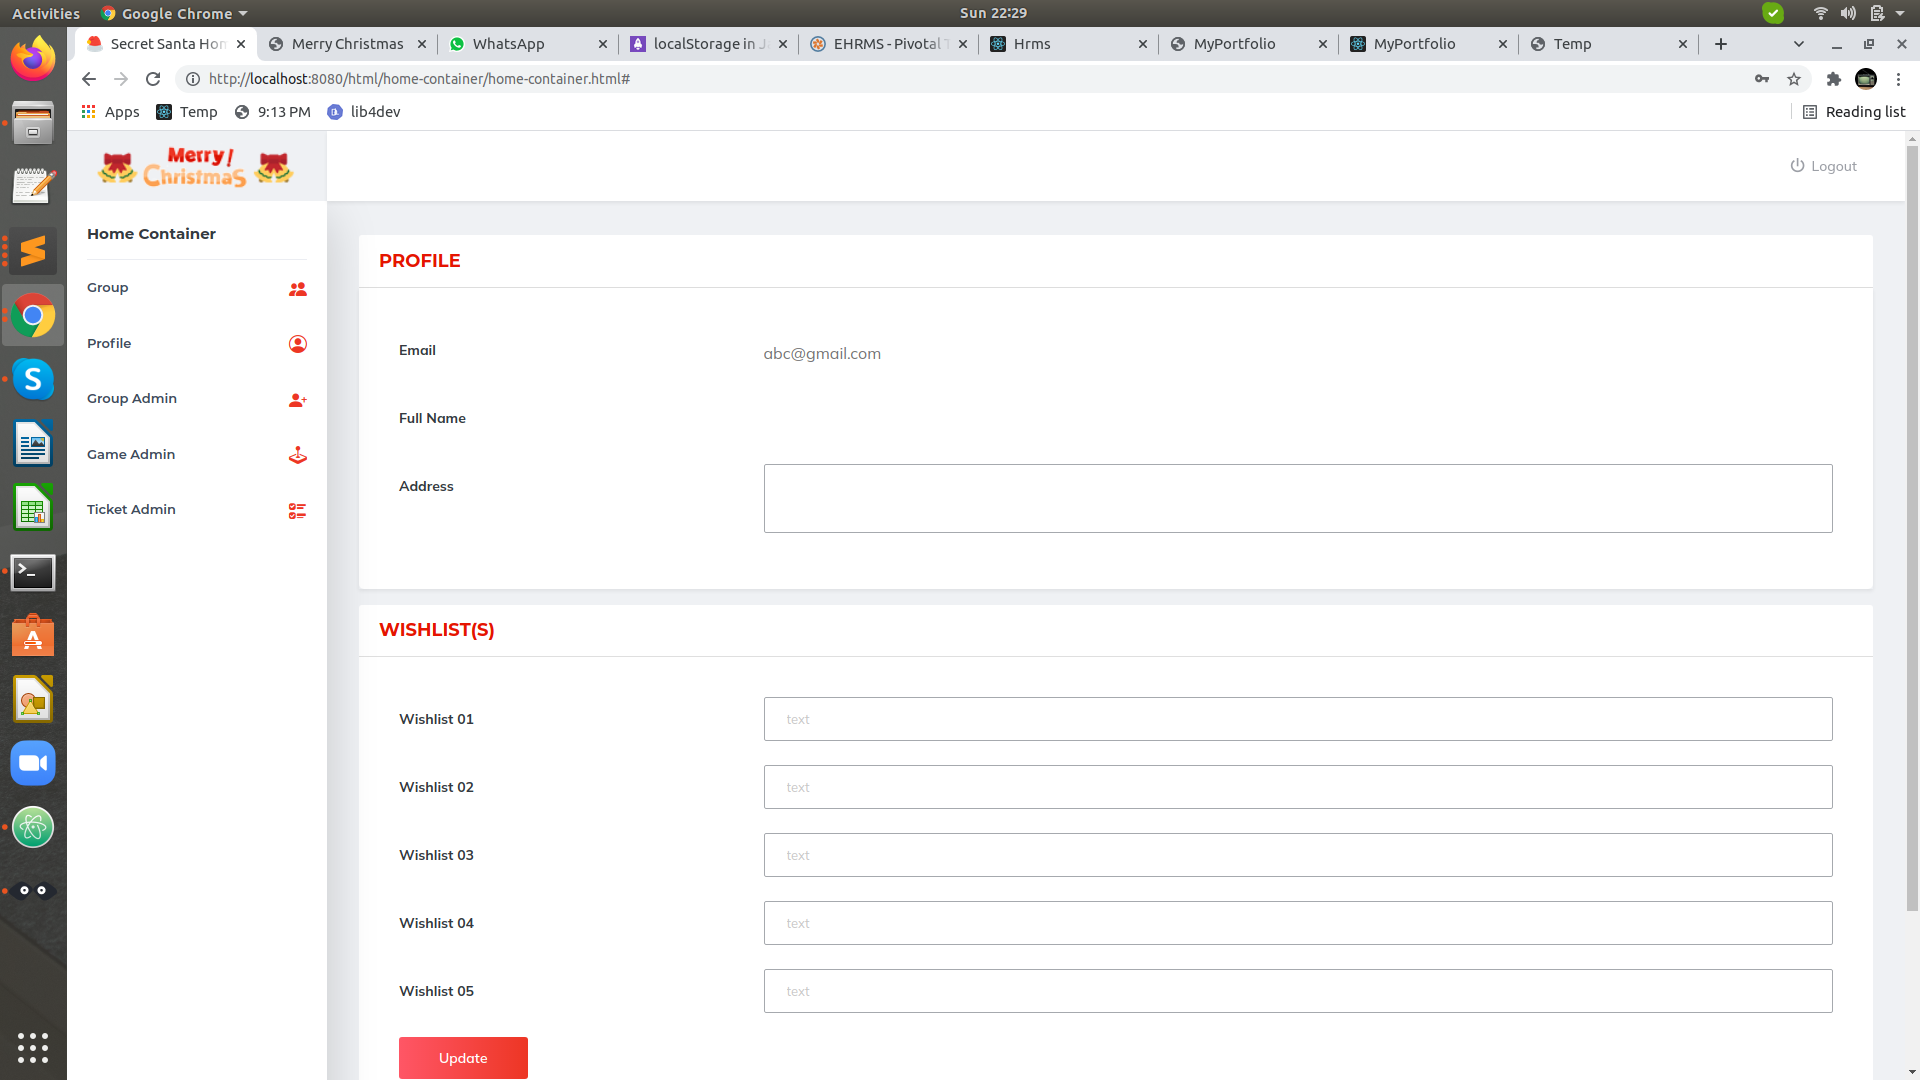 Activities
Google Chrome
Sun 22:29
Secret Santa Hon
Merry Christmas
WhatsApp
localStorage in J
EHRMS - Pivotal T
Hrms
MyPortfolio
MyPortfolio
Temp
http://localhost:8080/html/home-container/home-container.html#
Apps
Temp
9:13 PM
lib4dev
Reading list
Merry!
Christmas
Logout
Home Container
Group
Profile
Group Admin
Game Admin
Ticket Admin
PROFILE
Email
abc@gmail.com
Full Name
Address
WISHLIST(S)
Wishlist 01
text
Wishlist 02
text
Wishlist 03
text
Wishlist 04
text
Wishlist 05
text
Update